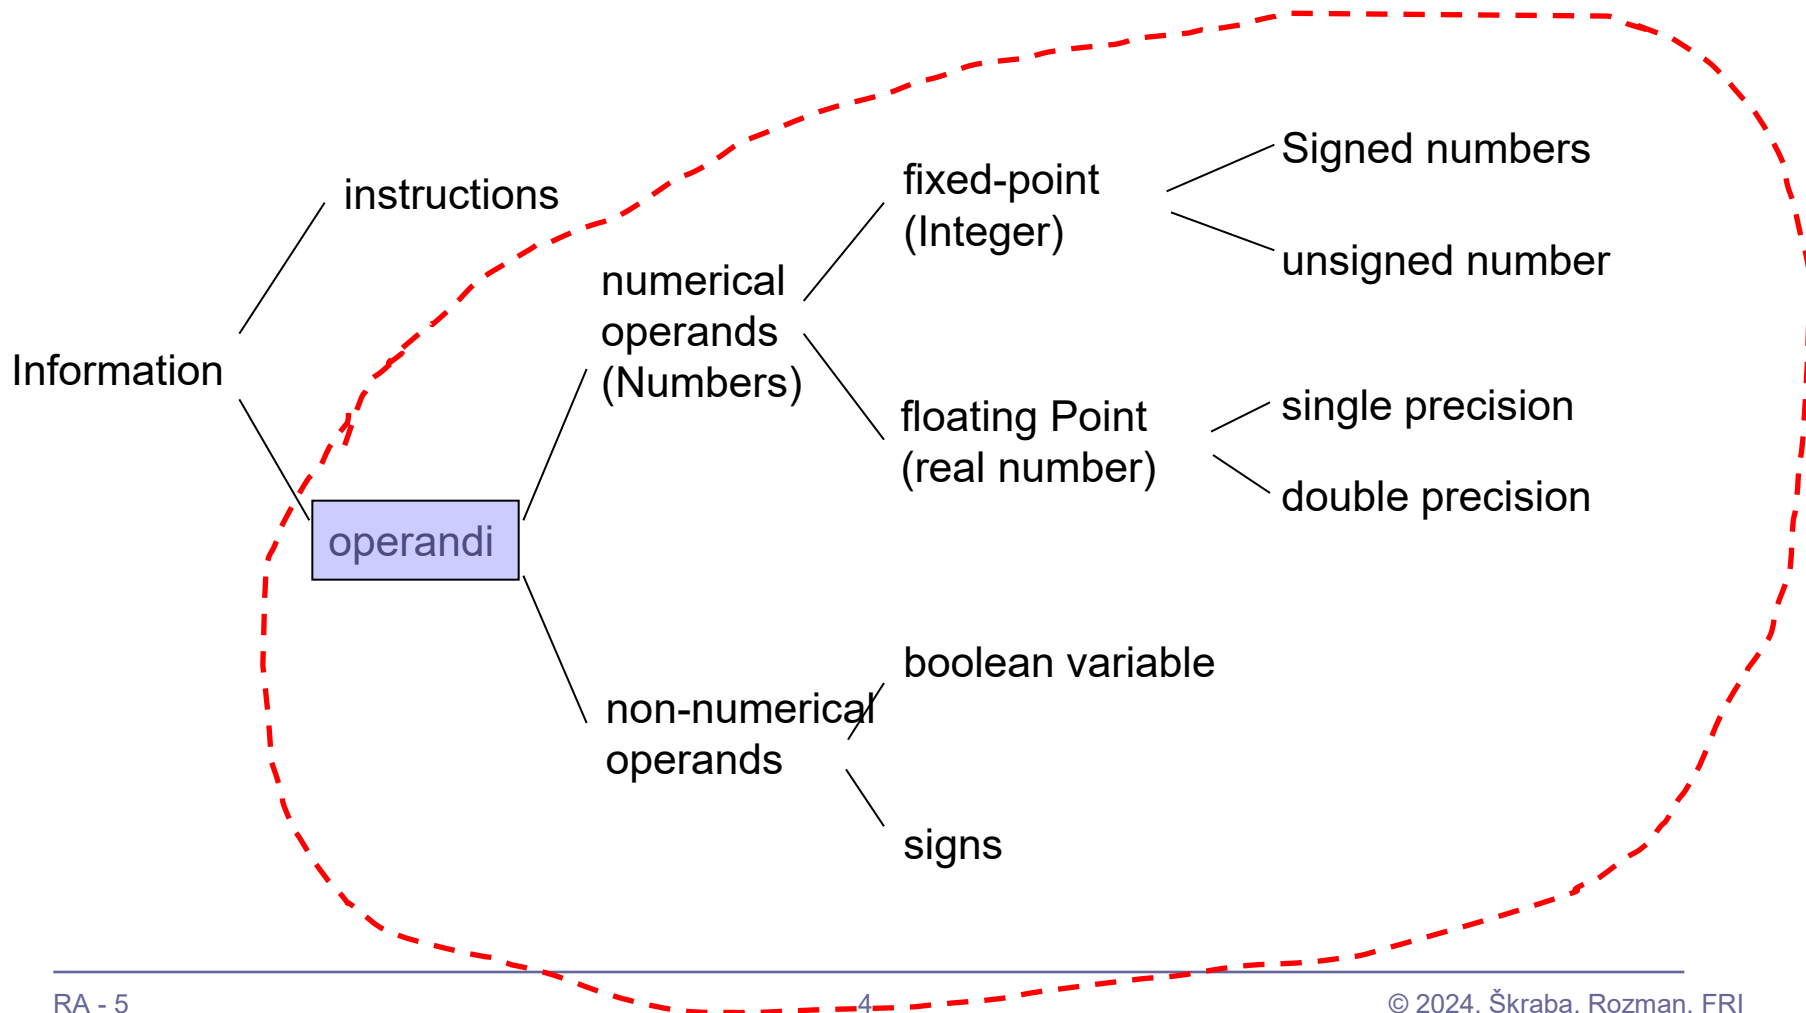 Information
instructions
operandi
numerical
operands
(Numbers)
fixed-point
(Integer)
Signed numbers
unsigned number
floating Point
(real number)
single precision
double precision
non-numerical
operands
boolean variable
signs
RA - 5
4
© 2024, Škraba, Rozman, FRI